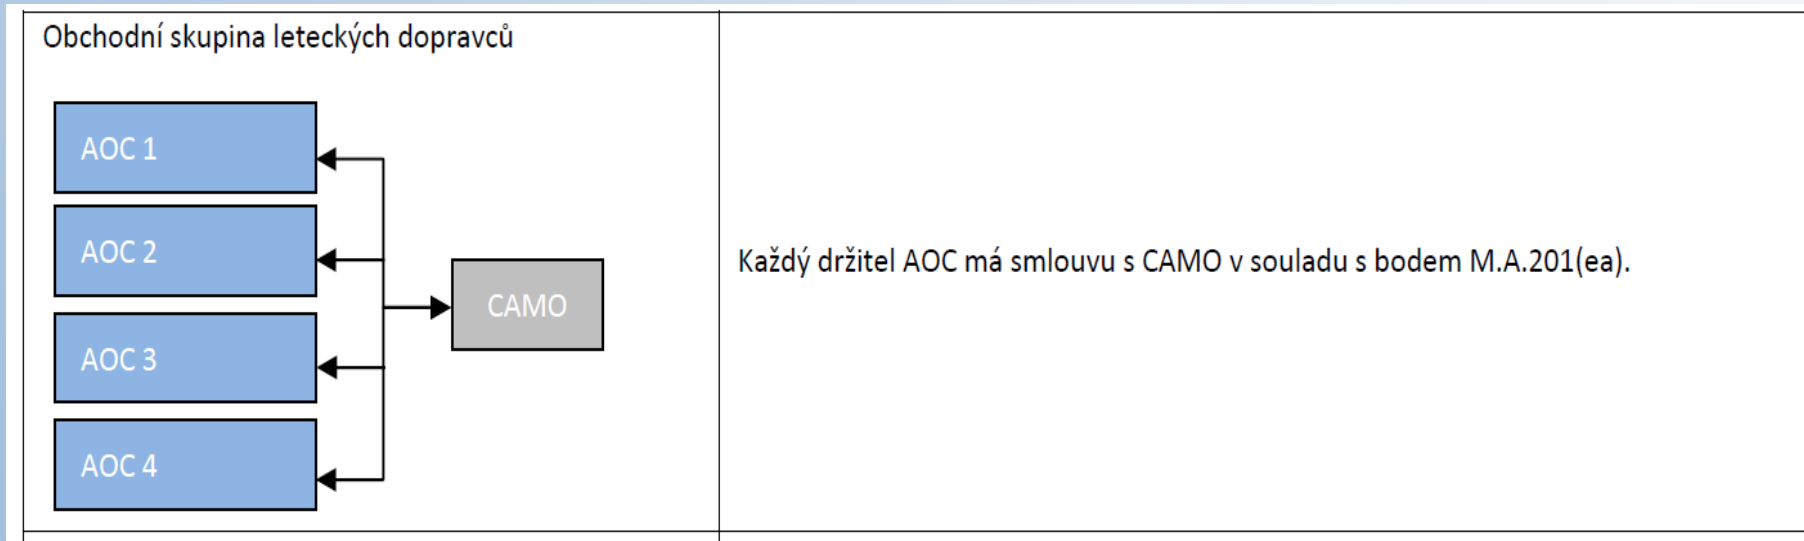 Obchodní skupina leteckých dopravců
AOC 1
AOC 2
AOC 3
AOC 4
CAMO
Každý držitel AOC má smlouvu s CAMO v souladu s bodem M.A.201(ea).